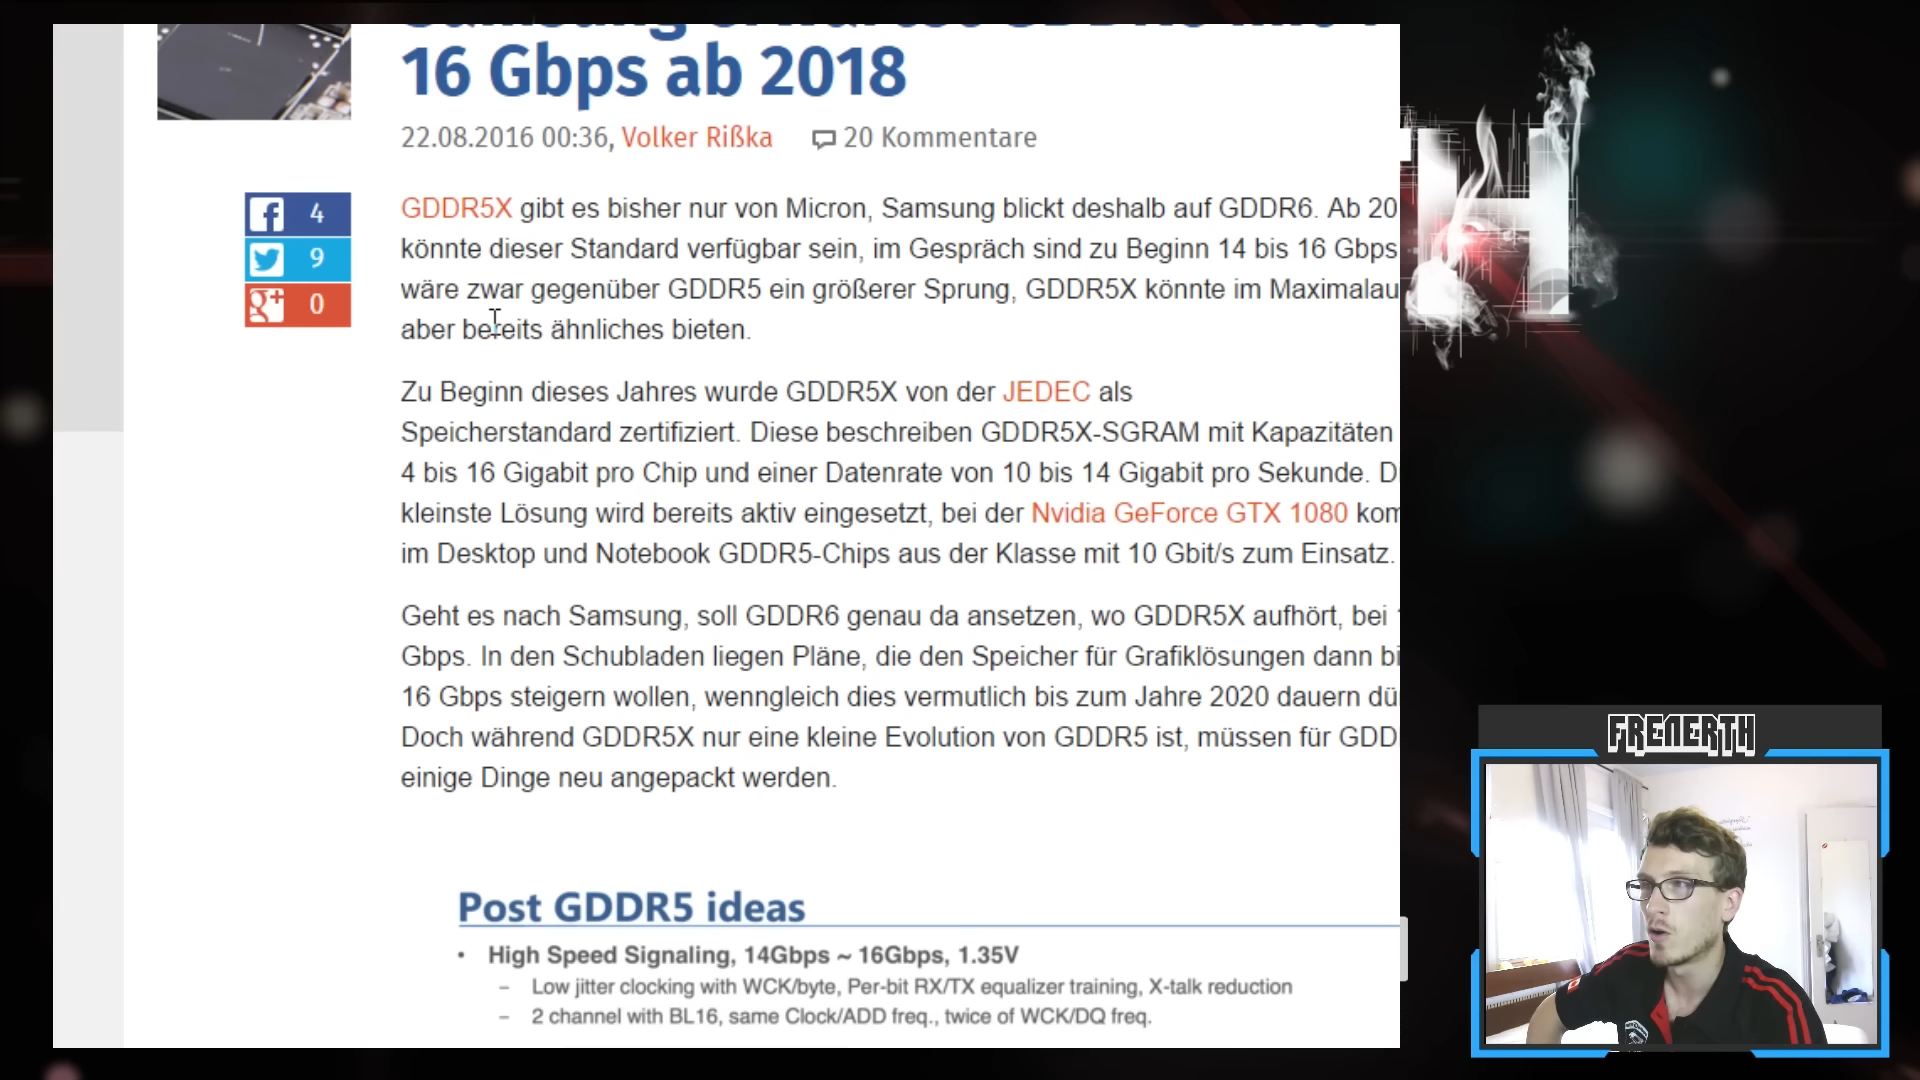 16 Gbps ab 2018
22.08.2016 00:36, Volker Rißka 20 Kommentare
4
9
0
GDDR5X gibt es bisher nur von Micron, Samsung blickt deshalb auf GDDR6. Ab 20
könnte dieser Standard verfügbar sein, im Gespräch sind zu Beginn 14 bis 16 Gbps
wäre zwar gegenüber GDDR5 ein größerer Sprung, GDDR5X könnte im Maximalau
aber bereits ähnliches bieten.
Zu Beginn dieses Jahres wurde GDDR5X von der JEDEC als
Speicherstandard zertifiziert. Diese beschreiben GDDR5X-SGRAM mit Kapazitäten
4 bis 16 Gigabit pro Chip und einer Datenrate von 10 bis 14 Gigabit pro Sekunde. D
kleinste Lösung wird bereits aktiv eingesetzt, bei der Nvidia GeForce GTX 1080 kom
im Desktop und Notebook GDDR5-Chips aus der Klasse mit 10 Gbit/s zum Einsatz.
Geht es nach Samsung, soll GDDR6 genau da ansetzen, wo GDDR5X aufhört, bei
Gbps. In den Schubladen liegen Pläne, die den Speicher für Grafiklösungen dann bi
16 Gbps steigern wollen, wenngleich dies vermutlich bis zum Jahre 2020 dauern dü
Doch während GDDR5X nur eine kleine Evolution von GDDR5 ist, müssen für GDD
einige Dinge neu angepackt werden.
Post GDDR5 ideas
• High Speed Signaling, 14Gbps ~ 16Gbps, 1.35V
– Low jitter clocking with WCK/byte, Per-bit RX/TX equalizer training, X-talk reduction
– 2 channel with BL16, same Clock/ADD freq., twice of WCK/DQ freq.
H
FRENERTH